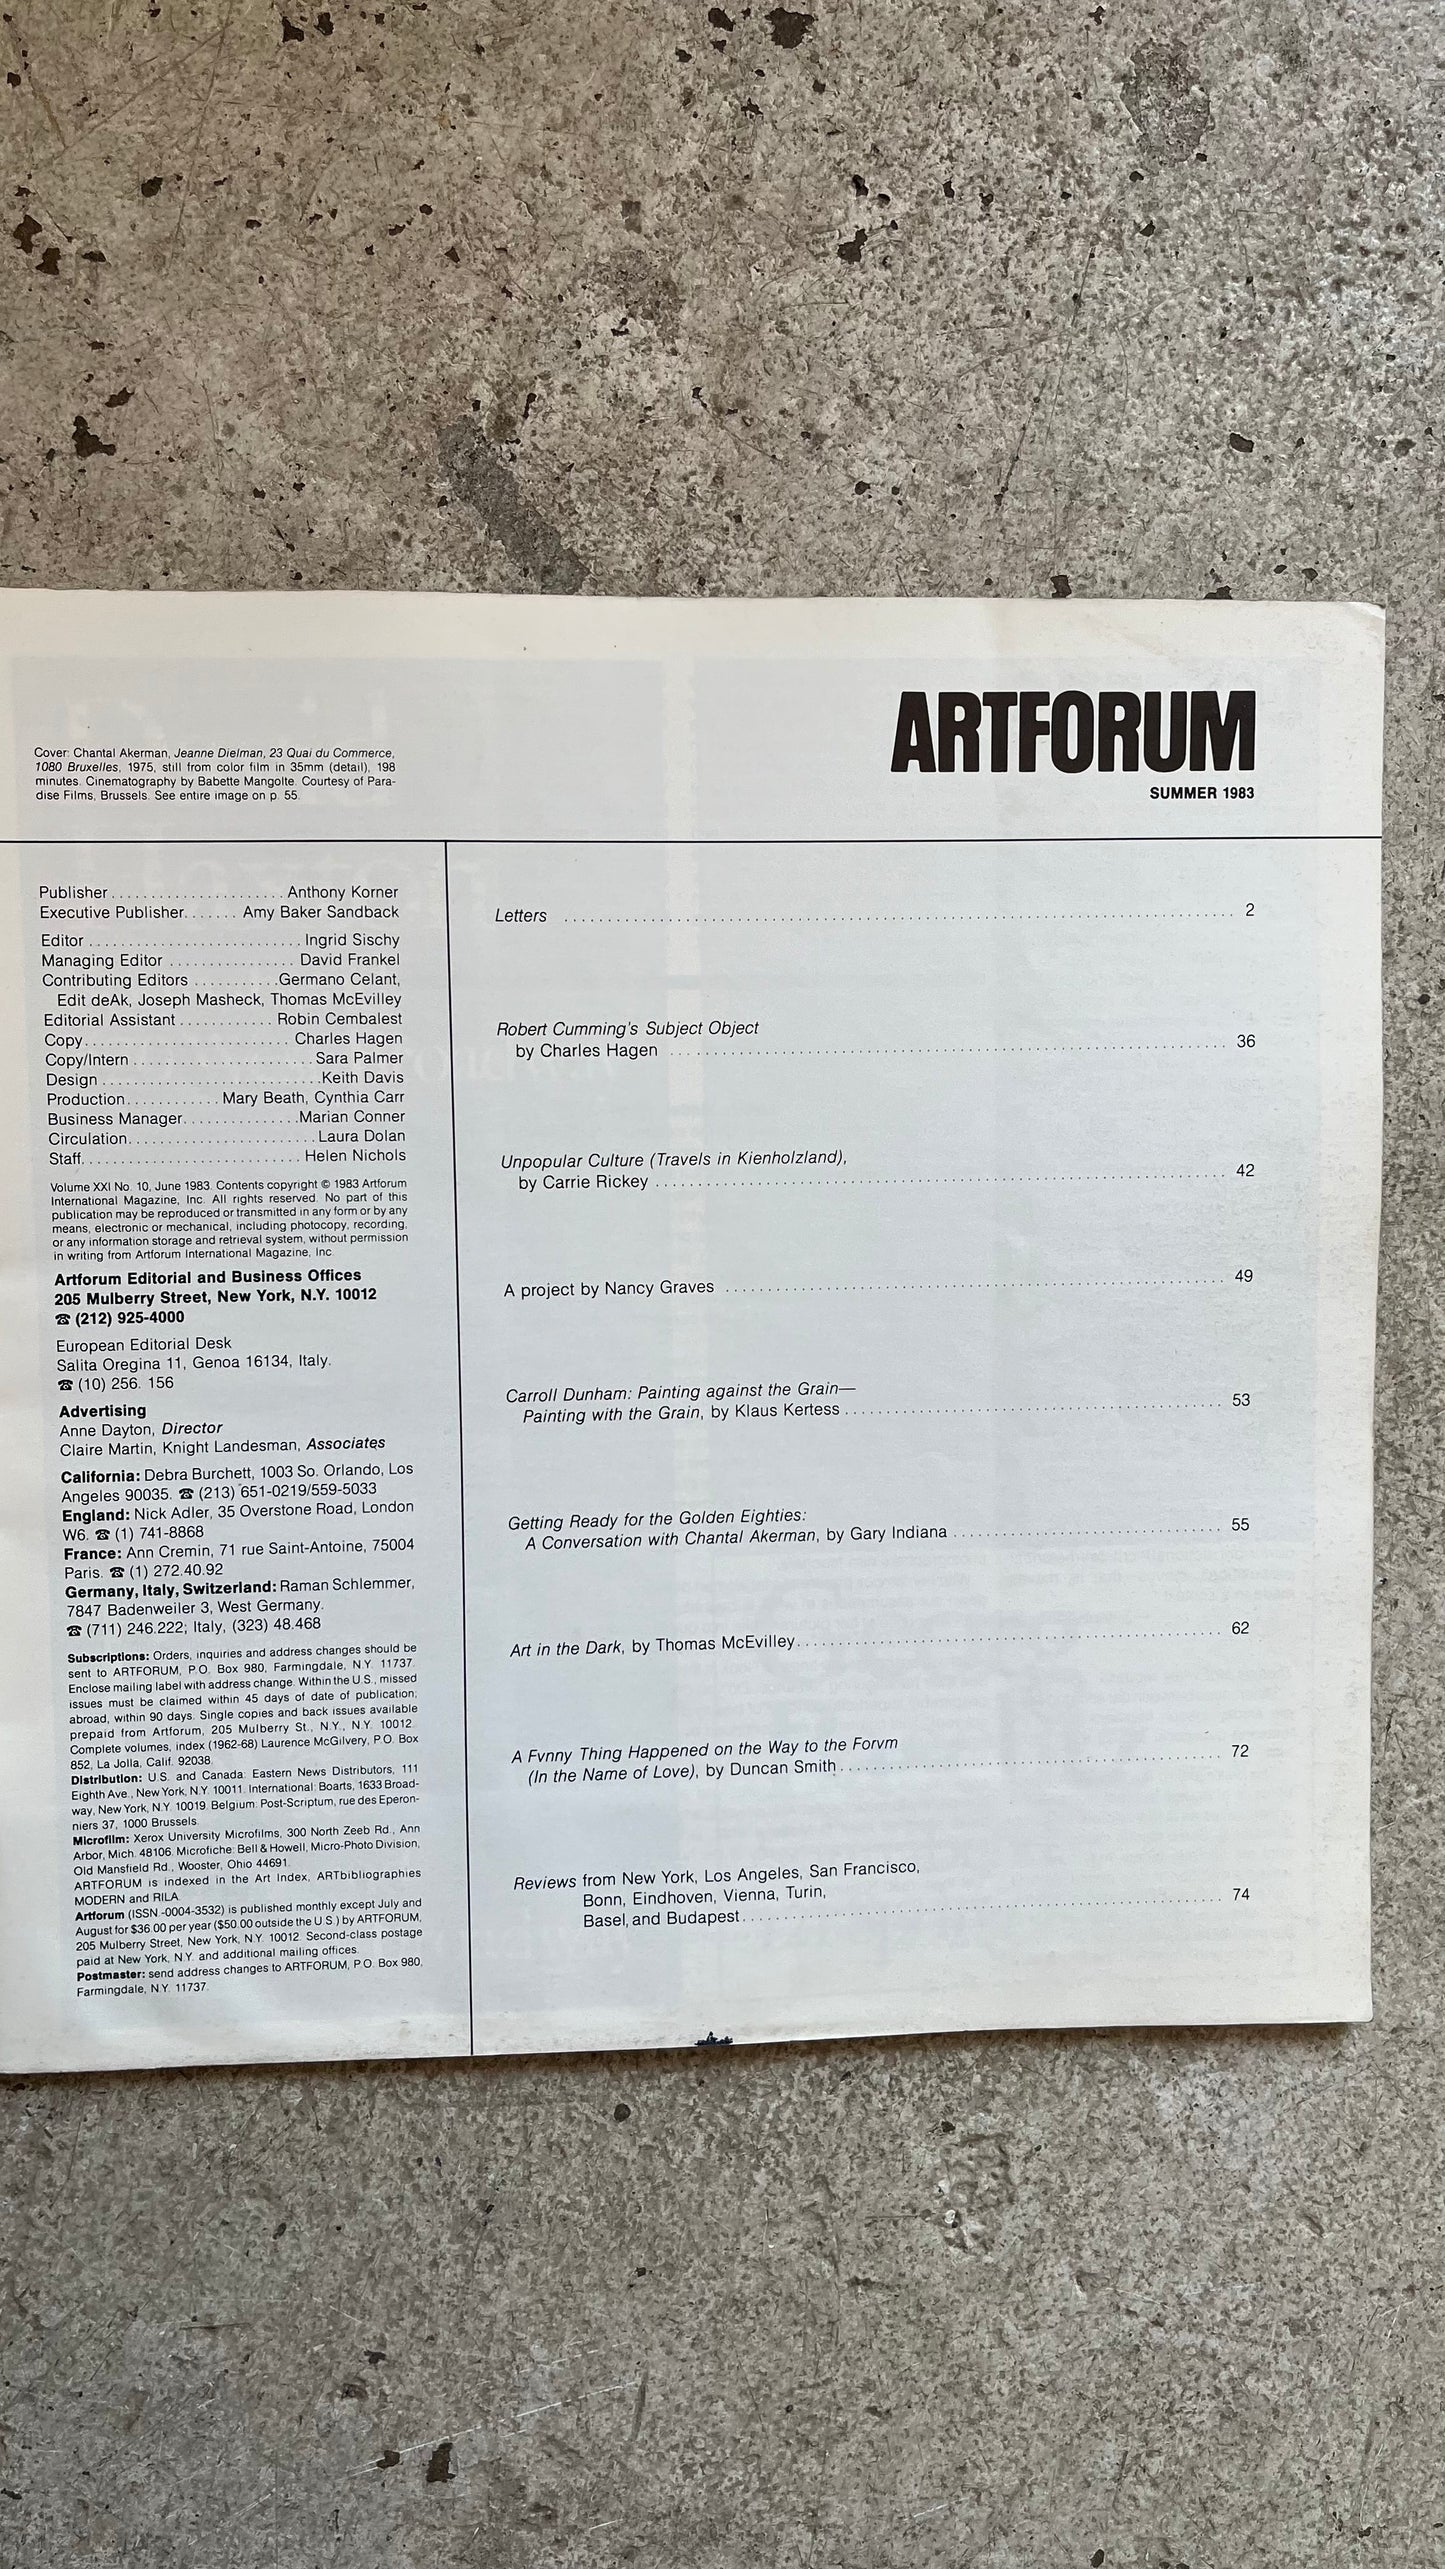 Cover: Chantal Akerman, Jeanne Dielman, 23 Quai du Commerce,
1080 Bruxelles, 1975, still from color film in 35mm (detail), 198
minutes. Cinematography by Babette Mangolte. Courtesy of Para-
dise Films, Brussels. See entire image on p. 55.
ARTFORUM
SUMMER 1983
Publisher . . . . . . . . . . . . . . . . . . . . . . Anthony Korner
Executive Publisher. . . . . . . Amy Baker Sandback
Editor . . . . . . . . . . . . . . . . . . . . . . . . . . . Ingrid Sischy
Managing Editor . . . . . . . . . . . . . . . . David Frankel
Contributing Editors . . . . . . . . . . .Germano Celant,
Edit deAk, Joseph Masheck, Thomas McEvilley
Editorial Assistant . . . . . . . . . . . . Robin Cembalest
Copy. . . . . . . . . . . . . . . . . . . . . . . . . . Charles Hagen
Copy/Intern . . . . . . . . . . . . . . . . . . . . . . . Sara Palmer
Design . . . . . . . . . . . . . . . . . . . . . . . . . . . .Keith Davis
Production. . . . . . . . . . . . Mary Beath, Cynthia Carr
Business Manager. . . . . . . . . . . . . . .Marian Conner
Circulation. . . . . . . . . . . . . . . . . . . . . . . . Laura Dolan
Staff. . . . . . . . . . . . . . . . . . . . . . . . . . . . Helen Nichols
Volume XXI No. 10, June 1983. Contents copyright © 1983 Artforum
International Magazine, Inc. All rights reserved. No part of this
publication may be reproduced or transmitted in any form or by any
means, electronic or mechanical, including photocopy, recording,
or any information storage and retrieval system, without permission
in writing from Artforum International Magazine, Inc.
Artforum Editorial and Business Offices
205 Mulberry Street, New York, N.Y. 10012
☎ (212) 925-4000
European Editorial Desk
Salita Oregina 11, Genoa 16134, Italy.
☎ (10) 256. 156
Advertising
Anne Dayton, Director
Claire Martin, Knight Landesman, Associates
California: Debra Burchett, 1003 So. Orlando, Los
Angeles 90035. ☎ (213) 651-0219/559-5033
England: Nick Adler, 35 Overstone Road, London
W6. ☎ (1) 741-8868
France: Ann Cremin, 71 rue Saint-Antoine, 75004
Paris. ☎ (1) 272.40.92
Germany, Italy, Switzerland: Raman Schlemmer,
7847 Badenweiler 3, West Germany.
☎ (711) 246.222; Italy, (323) 48.468
Subscriptions: Orders, inquiries and address changes should be
sent to ARTFORUM, P.O. Box 980, Farmingdale, N.Y. 11737.
Enclose mailing label with address change. Within the U.S., missed
issues must be claimed within 45 days of date of publication;
abroad, within 90 days. Single copies and back issues available
prepaid from Artforum, 205 Mulberry St., N.Y., N.Y. 10012.
Complete volumes, index (1962-68) Laurence McGilvery, P.O. Box
852, La Jolla, Calif. 92038.
Distribution: U.S. and Canada: Eastern News Distributors, 111
Eighth Ave., New York, N.Y. 10011. International: Boarts, 1633 Broad-
way, New York, N.Y. 10019. Belgium: Post-Scriptum, rue des Eperon-
niers 37, 1000 Brussels.
Microfilm: Xerox University Microfilms, 300 North Zeeb Rd., Ann
Arbor, Mich. 48106. Microfiche: Bell & Howell, Micro-Photo Division,
Old Mansfield Rd., Wooster, Ohio 44691.
ARTFORUM is indexed in the Art Index, ARTbibliographies
MODERN and RILA.
Artforum (ISSN-0004-3532) is published monthly except July and
August for $36.00 per year ($50.00 outside the U.S.) by ARTFORUM,
205 Mulberry Street, New York, N.Y. 10012. Second-class postage
paid at New York, N.Y. and additional mailing offices.
Postmaster: send address changes to ARTFORUM, P.O. Box 980,
Farmingdale, N.Y. 11737.
Letters . . . . . . . . . . . . . . . . . . . . 2
Robert Cumming's Subject Object
by Charles Hagen . . . . . . . . . . . . . . . . . . . . 36
Unpopular Culture (Travels in Kienholzland),
by Carrie Rickey . . . . . . . . . . . . . . . . . . . . 42
A project by Nancy Graves . . . . . . . . . . . . . . . . . . . . 49
Carroll Dunham: Painting against the Grain—
Painting with the Grain, by Klaus Kertess . . . . . . . . . . . . . . . . . . . . 53
Getting Ready for the Golden Eighties:
A Conversation with Chantal Akerman, by Gary Indiana . . . . . . . . . . . . . . . . . . . . 55
Art in the Dark, by Thomas McEvilley. . . . . . . . . . . . . . . . . . . . 62
A Fvnny Thing Happened on the Way to the Forvm
(In the Name of Love), by Duncan Smith. . . . . . . . . . . . . . . . . . . . 72
Reviews from New York, Los Angeles, San Francisco,
Bonn, Eindhoven, Vienna, Turin,
Basel, and Budapest. . . . . . . . . . . . . . . . . . . . 74